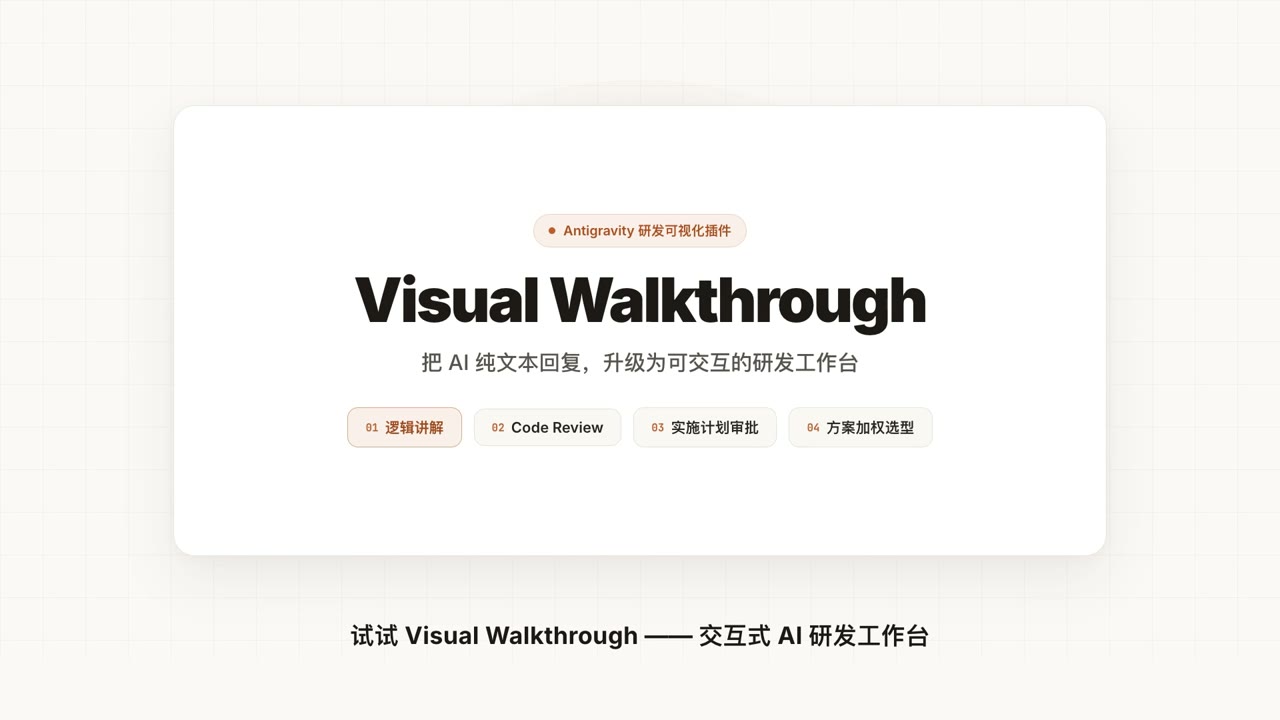 Antigravity 研发可视化插件
Visual Walkthrough
把 AI 纯文本回复，升级为可交互的研发工作台
01 逻辑讲解 02 Code Review 03 实施计划审批 04 方案加权选型
试试 Visual Walkthrough —— 交互式 AI 研发工作台